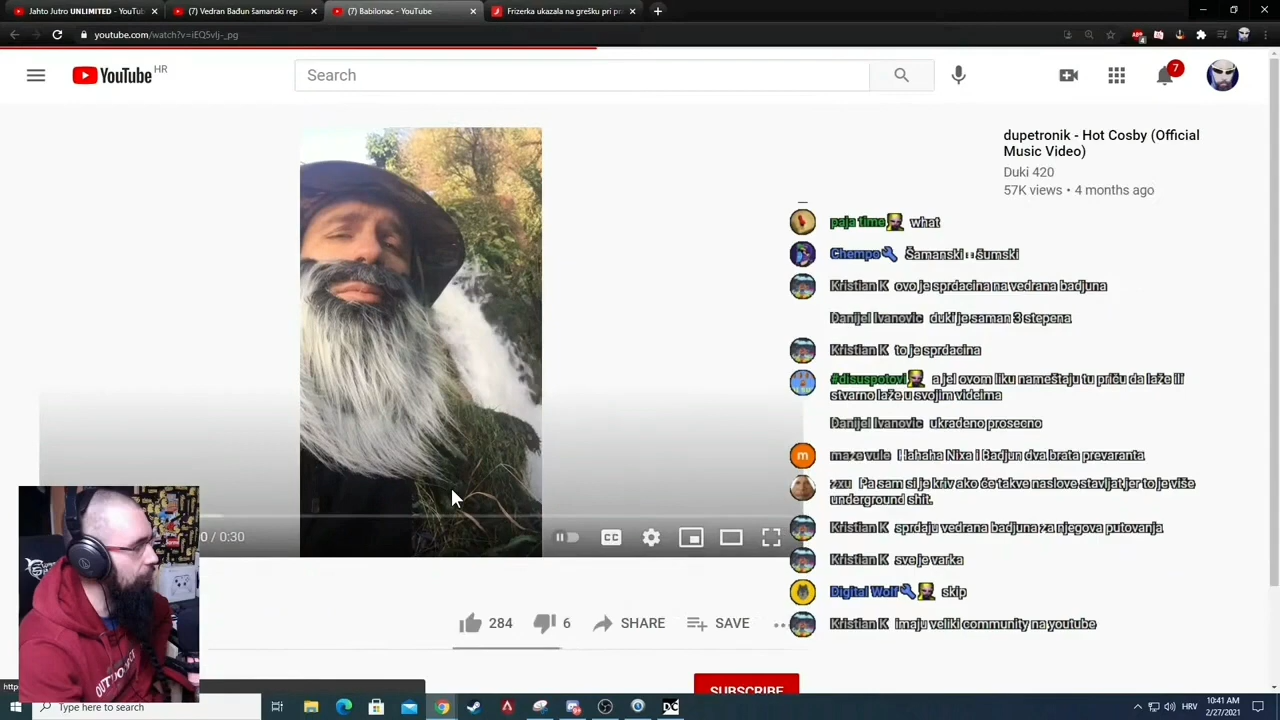 (7) Jahto Jutro UNLIMITED - YouTub
(7) Vedran Badun šamanski rep
(7) Babilonac - YouTube
Frizerka ukazala na grešku pri pr
youtube.com/watch?v=iEQ5vIj-_pg
YouTube HR
Search
7
dupetronik - Hot Cosby (Official
Music Video)
Duki 420
57K views • 4 months ago
paja time what
Chempo Šamanski = šumski
Kristian K ovo je sprdacina na vedrana badjuna
Danijel Ivanovic duki je saman 3 stepena
Kristian K to je sprdacina
#disuspotovi a jel ovom liku nameštaju tu priču da laže ili
stvarno laže u svojim videima
Danijel Ivanovic ukradeno prosecno
m maze vule Hahaha Nixa i Badjun dva brata prevaranta
zxu Pa sam si je kriv ako će takve naslove stavljat jer to je više
underground shit.
Kristian K sprdaju vedrana badjuna za njegova putovanja
Kristian K sve je varka
Digital Wolf skip
Kristian K imaju veliki community na youtube
0 / 0:30
CC
284 6 SHARE SAVE
SUBSCRIBE
Type here to search
HRV
10:41 AM
2/27/2021